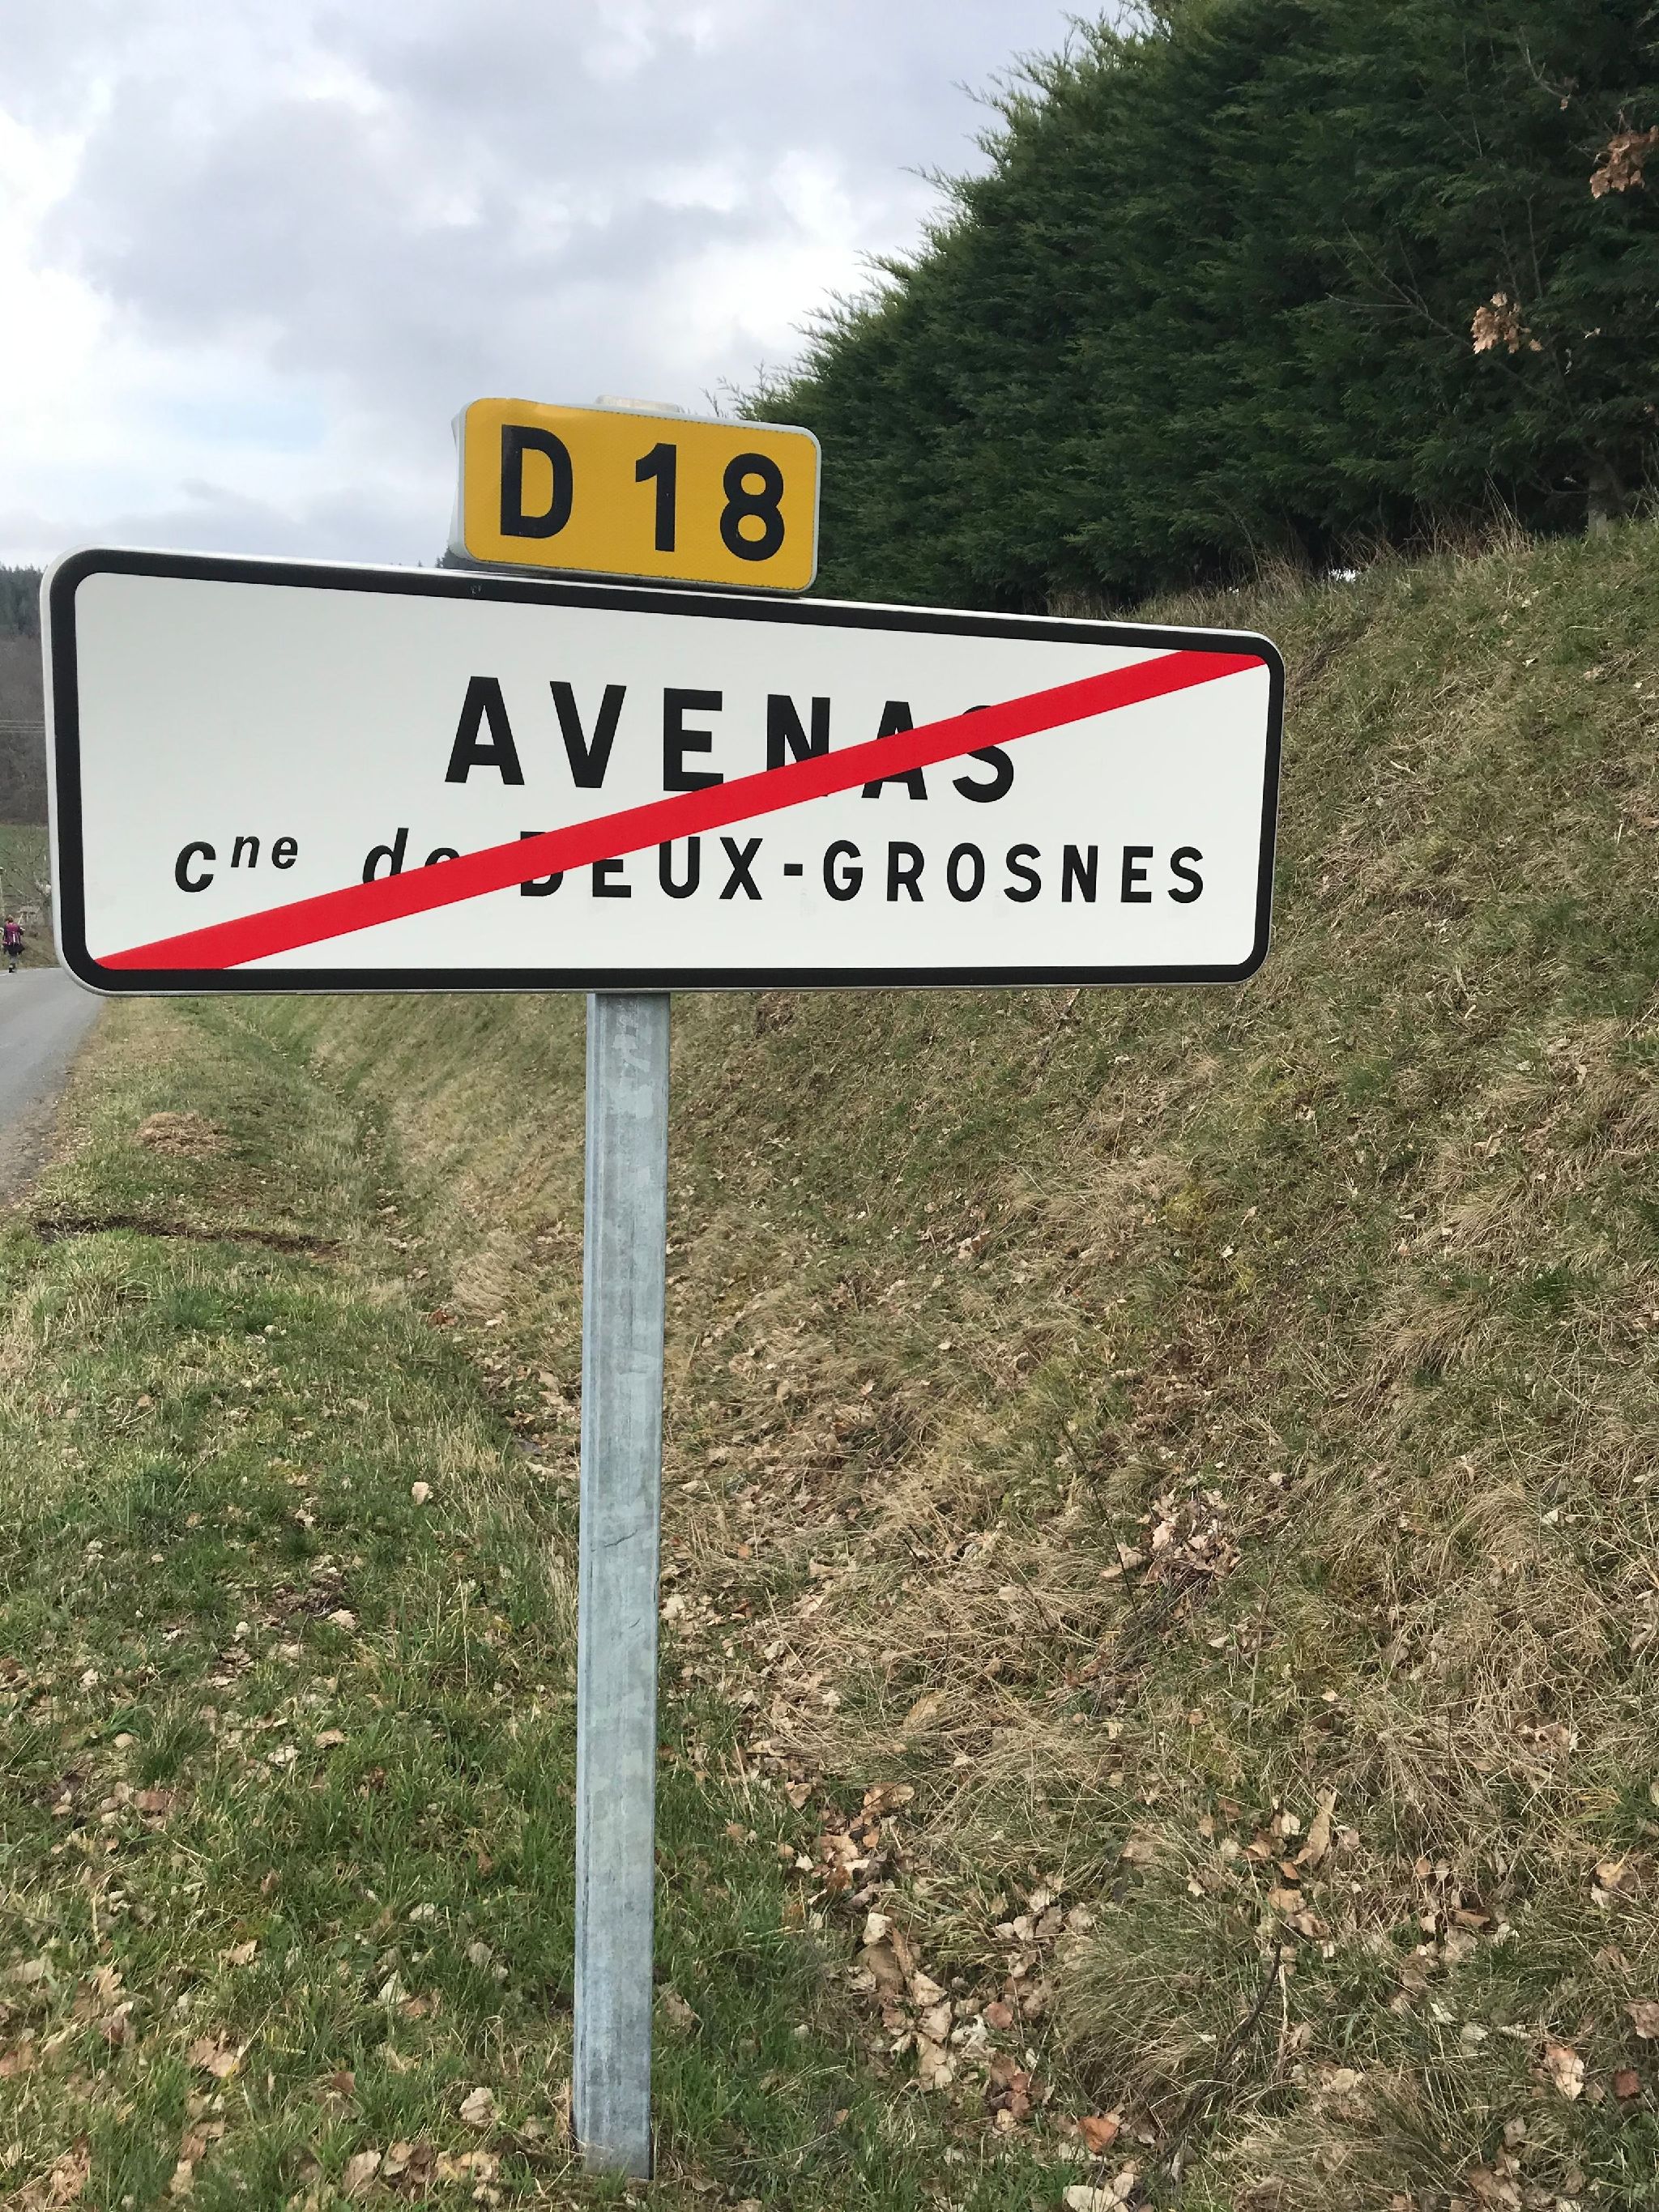 D 18
AVENAS
cne de DEUX-GROSNES